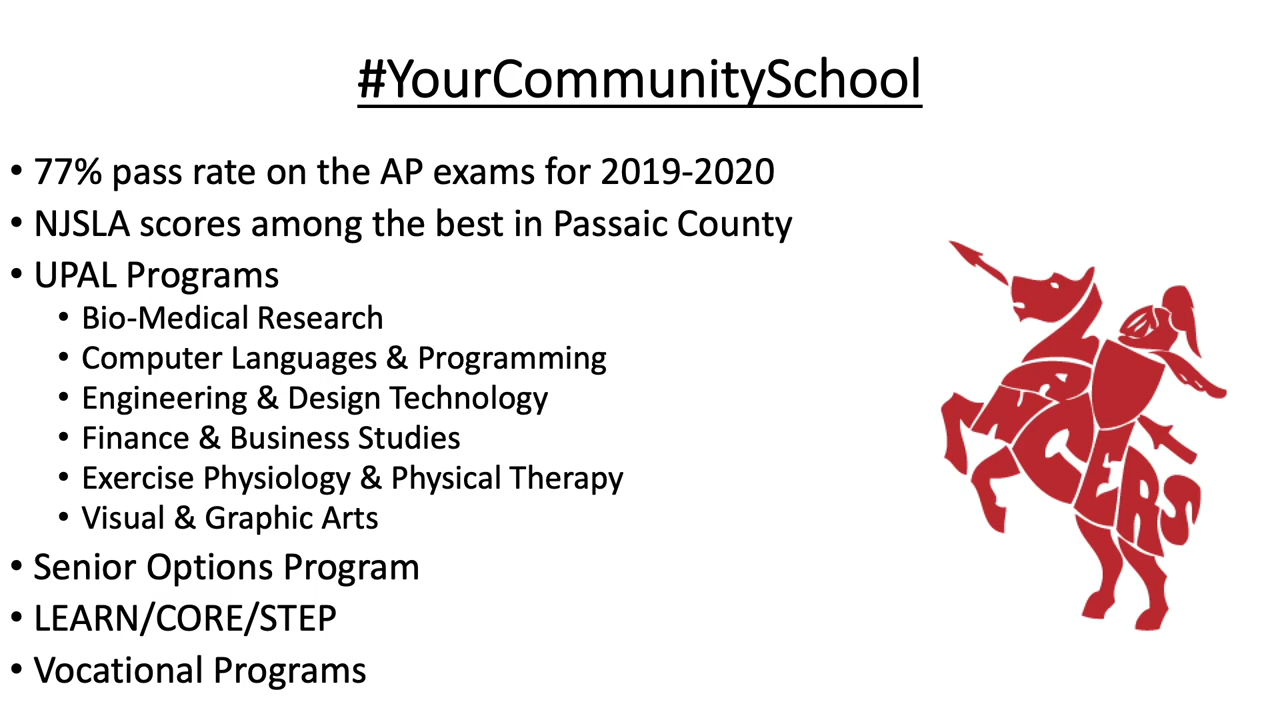 #YourCommunitySchool
• 77% pass rate on the AP exams for 2019-2020
• NJSLA scores among the best in Passaic County
• UPAL Programs
• Bio-Medical Research
• Computer Languages & Programming
• Engineering & Design Technology
• Finance & Business Studies
• Exercise Physiology & Physical Therapy
• Visual & Graphic Arts
• Senior Options Program
• LEARN/CORE/STEP
• Vocational Programs
LANCERS